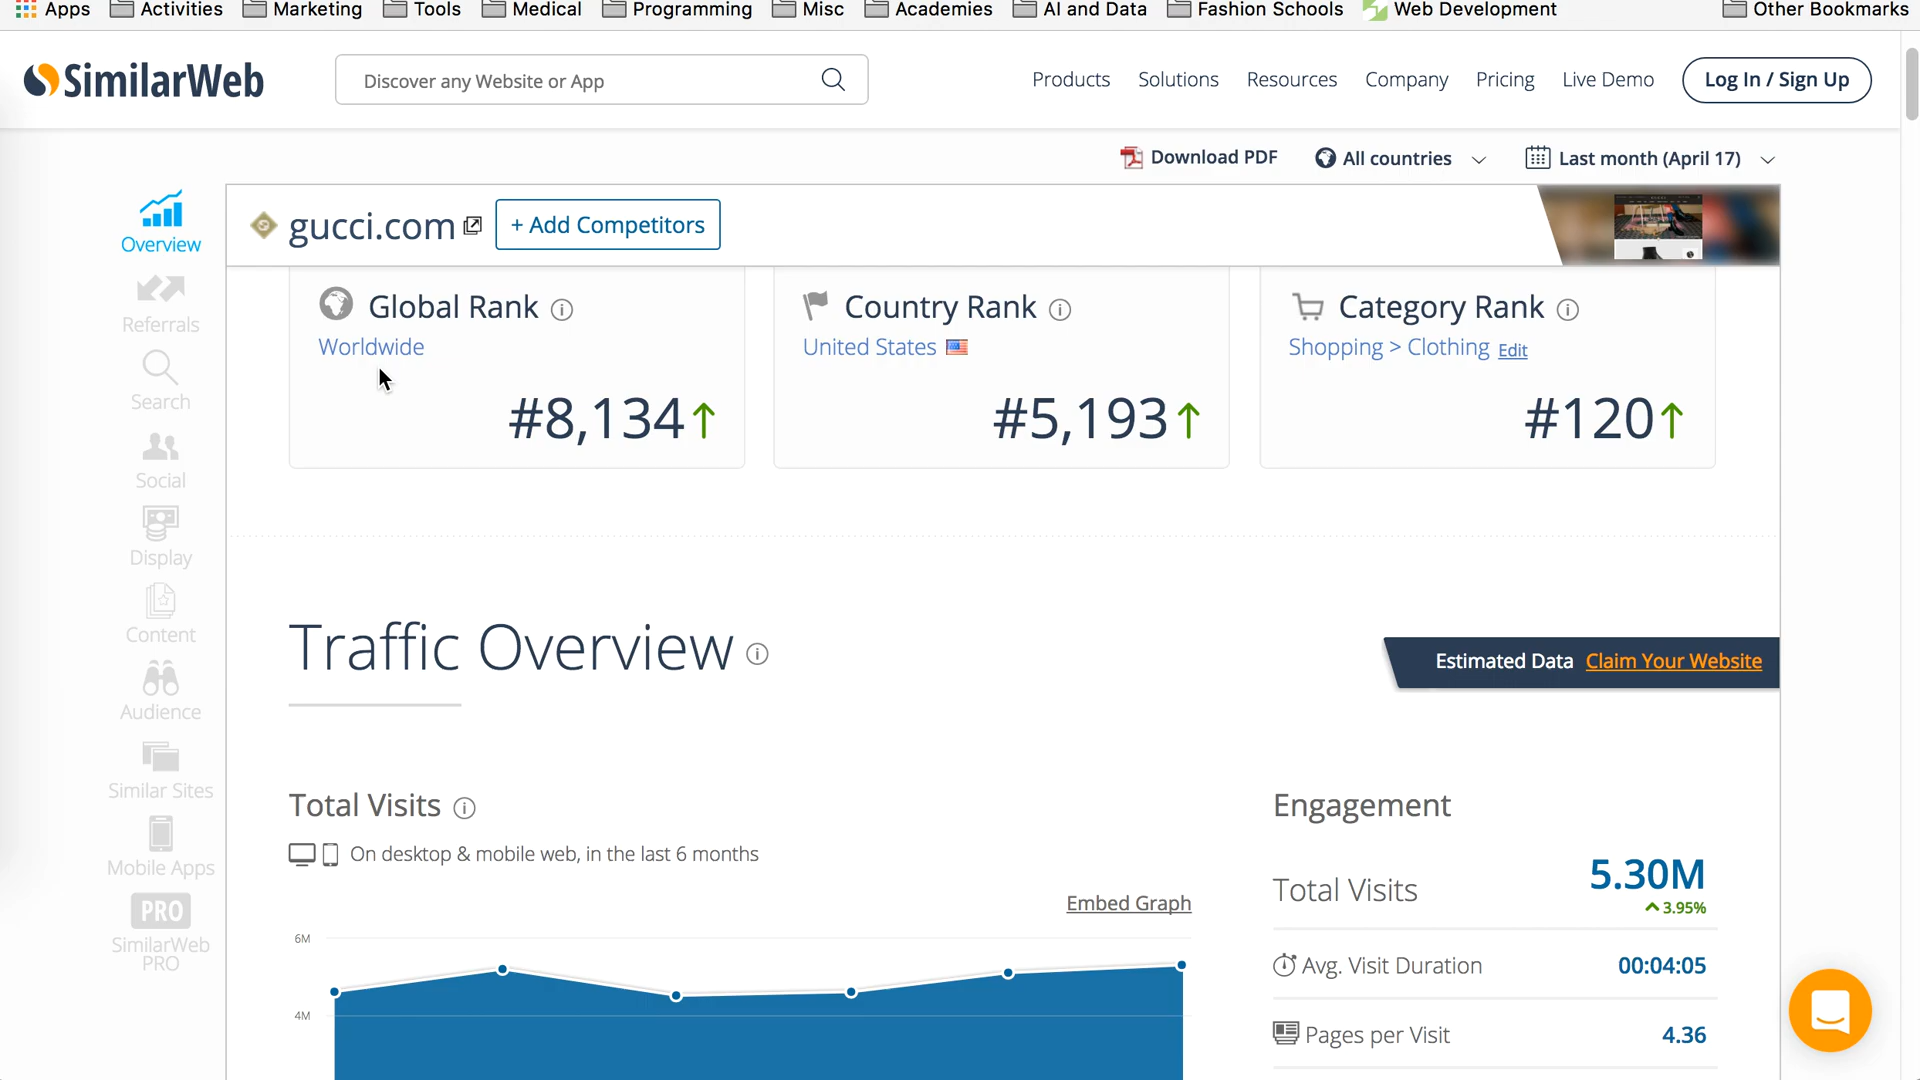 Apps Activities Marketing Tools Medical Programming Misc Academies AI and Data Fashion Schools Web Development Other Bookmarks
SimilarWeb Discover any Website or App Products Solutions Resources Company Pricing Live Demo Log In / Sign Up
Download PDF All countries Last month (April 17)
gucci.com + Add Competitors
Overview
Referrals
Search
Social
Display
Content
Audience
Similar Sites
Mobile Apps
PRO
SimilarWeb
PRO
Global Rank
Worldwide
#8,134
Country Rank
United States
#5,193
Category Rank
Shopping > Clothing Edit
#120
Traffic Overview
Estimated Data Claim Your Website
Total Visits
On desktop & mobile web, in the last 6 months
Embed Graph
6M
4M
Engagement
Total Visits 5.30M
3.95%
Avg. Visit Duration 00:04:05
Pages per Visit 4.36